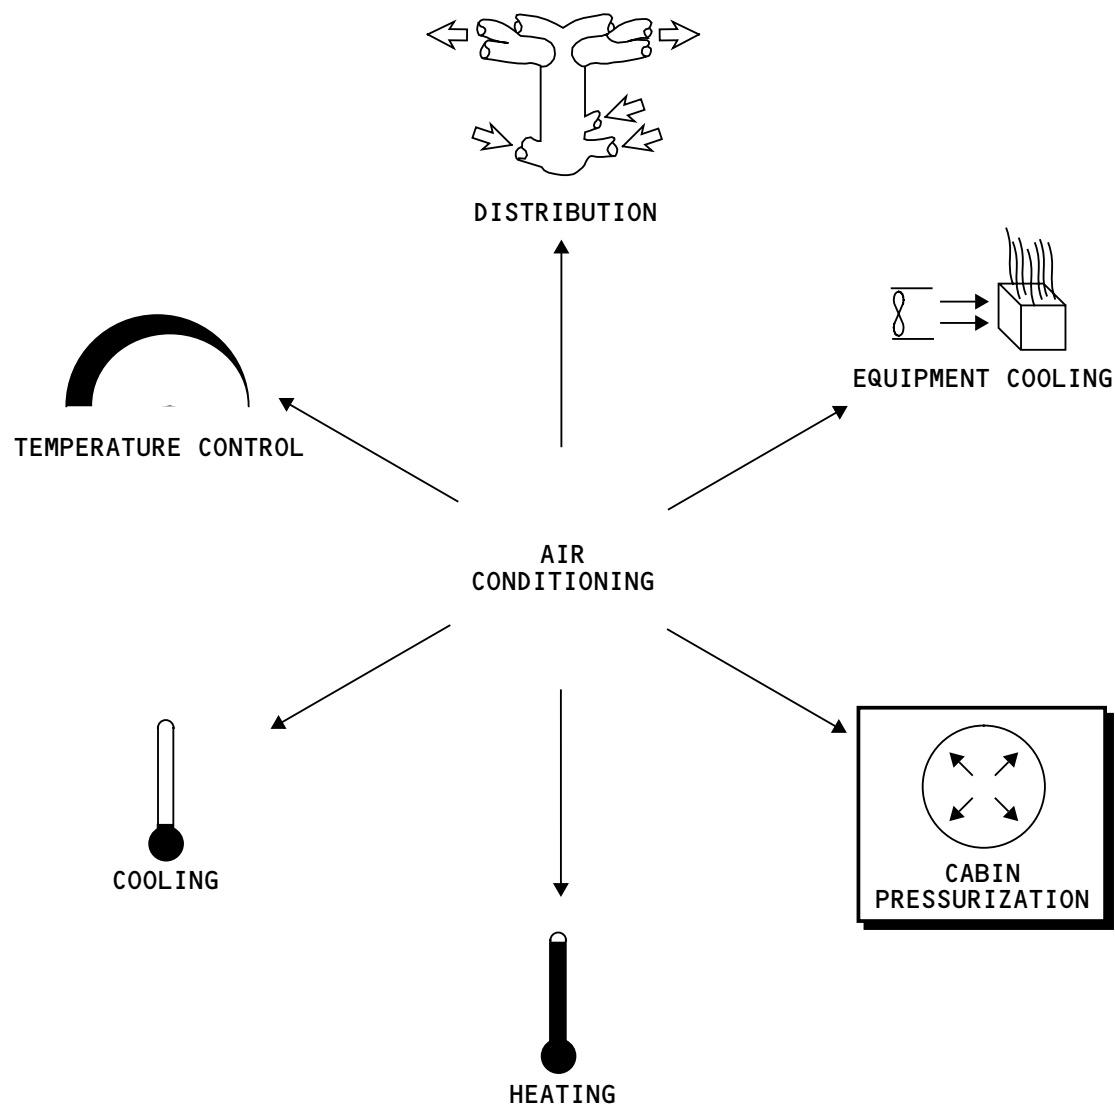 DISTRIBUTION
EQUIPMENT COOLING
TEMPERATURE CONTROL
AIR
CONDITIONING
COOLING
CABIN
PRESSURIZATION
HEATING